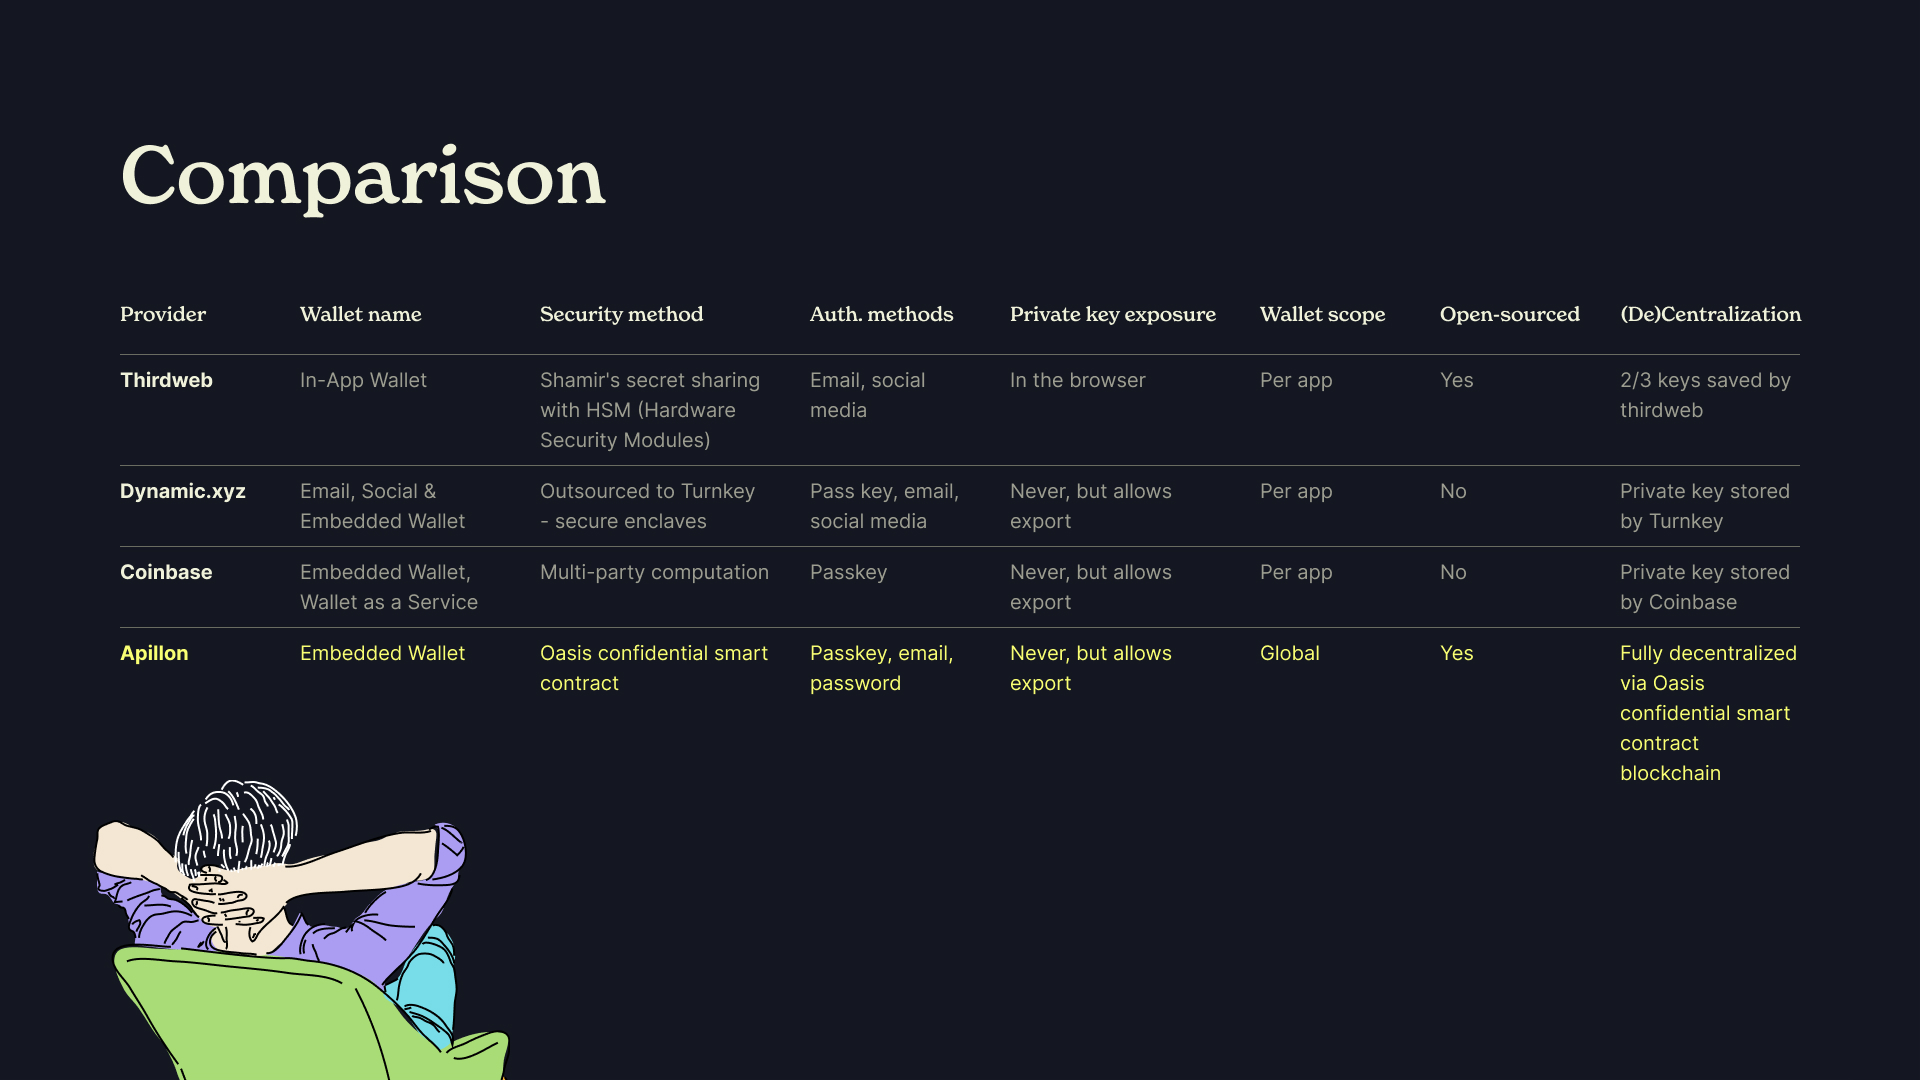 Comparison
Provider Wallet name Security method Auth. methods Private key exposure Wallet scope Open-sourced (De)Centralization
Thirdweb In-App Wallet Shamir's secret sharing Email, social In the browser Per app Yes 2/3 keys saved by
with HSM (Hardware media thirdweb
Security Modules)
Dynamic.xyz Email, Social & Outsourced to Turnkey Pass key, email, Never, but allows Per app No Private key stored
Embedded Wallet - secure enclaves social media export by Turnkey
Coinbase Embedded Wallet, Multi-party computation Passkey Never, but allows Per app No Private key stored
Wallet as a Service export by Coinbase
Apillon Embedded Wallet Oasis confidential smart Passkey, email, Never, but allows Global Yes Fully decentralized
contract password export via Oasis
confidential smart
contract
blockchain